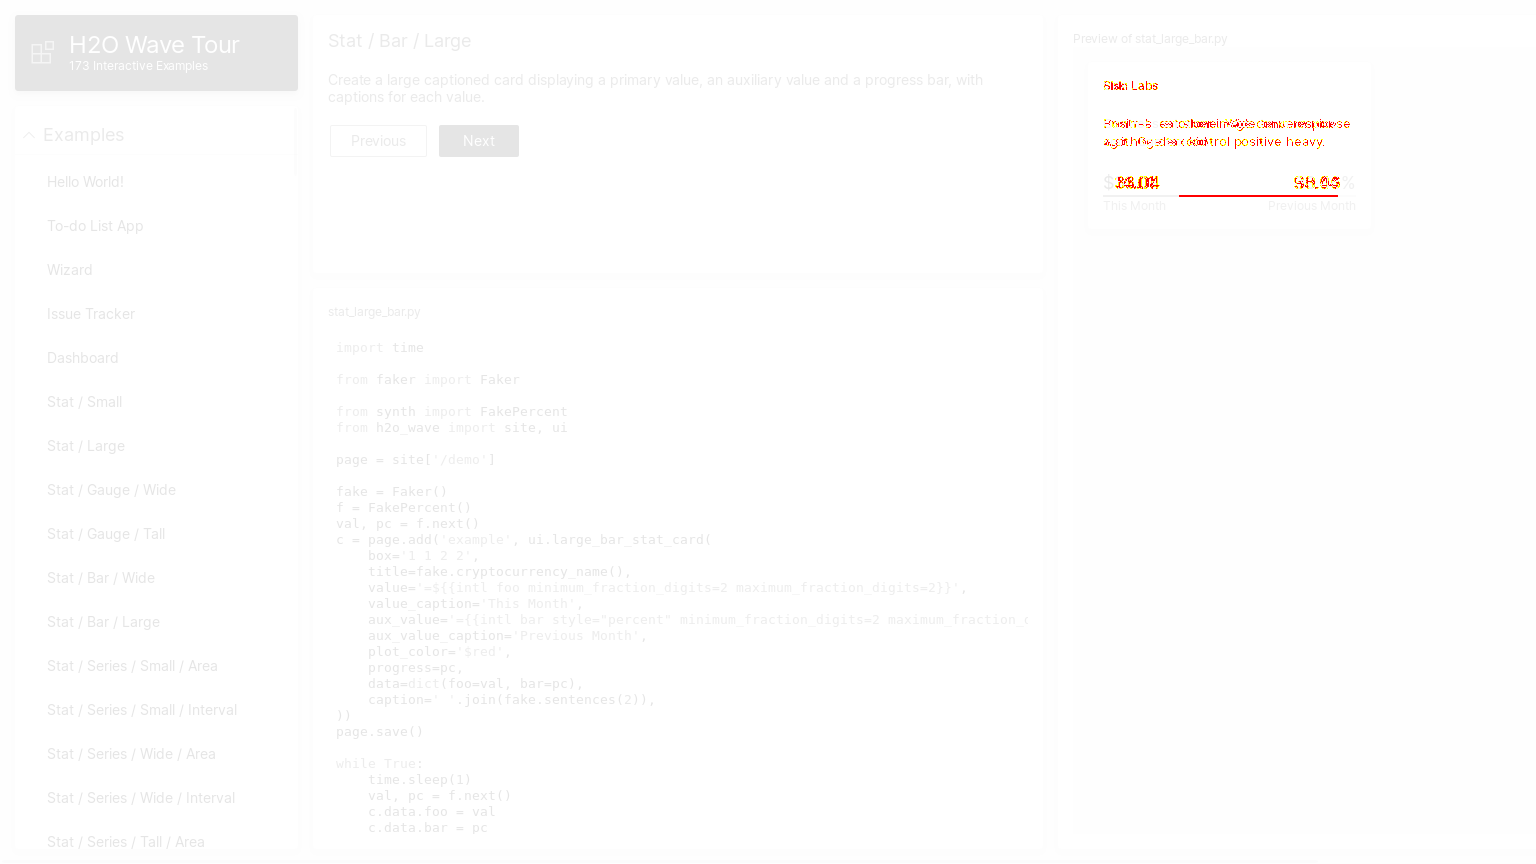 H2O Wave Tour
173 Interactive Examples
Examples
Hello World!
To-do List App
Wizard
Issue Tracker
Dashboard
Stat / Small
Stat / Large
Stat / Gauge / Wide
Stat / Gauge / Tall
Stat / Bar / Wide
Stat / Bar / Large
Stat / Series / Small / Area
Stat / Series / Small / Interval
Stat / Series / Wide / Area
Stat / Series / Wide / Interval
Stat / Series / Tall / Area
Stat / Bar / Large
Create a large captioned card displaying a primary value, an auxiliary value and a progress bar, with
captions for each value.
Previous
Next
stat_large_bar.py
import time
from faker import Faker
from synth import FakePercent
from h2o_wave import site, ui
page = site['/demo']
fake = Faker()
f = FakePercent()
val, pc = f.next()
c = page.add('example', ui.large_bar_stat_card(
    box='1 1 2 2',
    title=fake.cryptocurrency_name(),
    value='=${{intl foo minimum_fraction_digits=2 maximum_fraction_digits=2}}',
    value_caption='This Month',
    aux_value='={{intl bar style="percent" minimum_fraction_digits=2 maximum_fraction_
    aux_value_caption='Previous Month',
    plot_color='$red',
    progress=pc,
    data=dict(foo=val, bar=pc),
    caption=' '.join(fake.sentences(2)),
))
page.save()
while True:
    time.sleep(1)
    val, pc = f.next()
    c.data.foo = val
    c.data.bar = pc
Preview of stat_large_bar.py
Labs
control positive heavy.
$ %
This Month
Previous Month